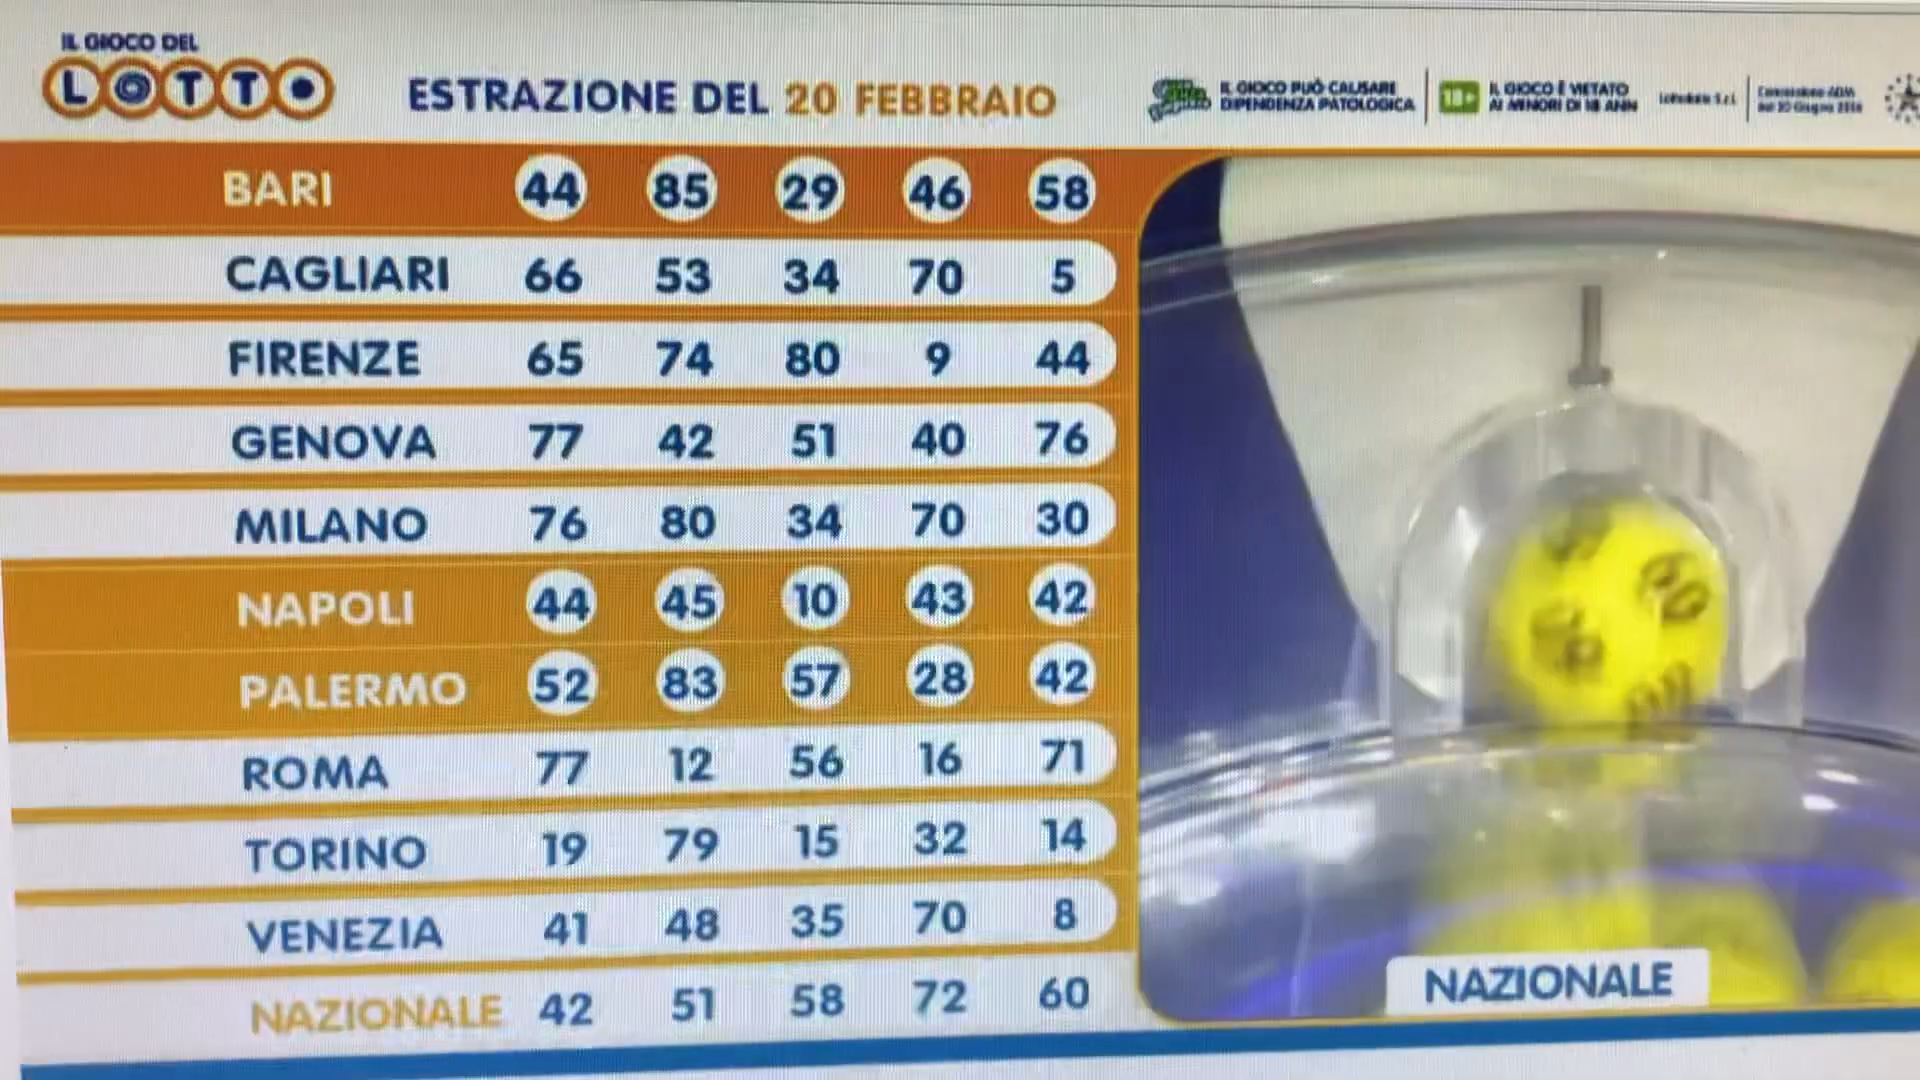 IL GIOCO DEL
LOTTO
ESTRAZIONE DEL 20 FEBBRAIO
IL GIOCO PUÒ CAUSARE
DIPENDENZA PATOLOGICA
18+
IL GIOCO È VIETATO
AI MINORI DI 18 ANNI
BARI 44 85 29 46 58
CAGLIARI 66 53 34 70 5
FIRENZE 65 74 80 9 44
GENOVA 77 42 51 40 76
MILANO 76 80 34 70 30
NAPOLI 44 45 10 43 42
PALERMO 52 83 57 28 42
ROMA 77 12 56 16 71
TORINO 19 79 15 32 14
VENEZIA 41 48 35 70 8
NAZIONALE 42 51 58 72 60
NAZIONALE